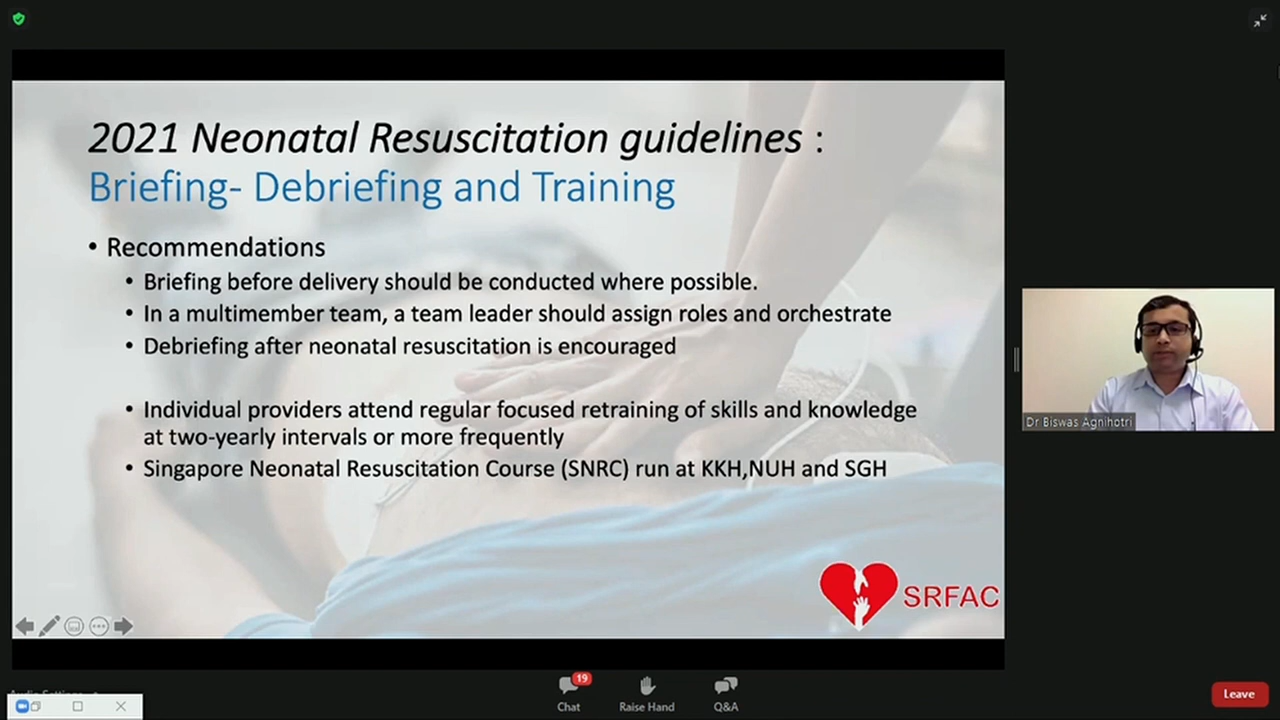 2021 Neonatal Resuscitation guidelines :
Briefing- Debriefing and Training
• Recommendations
• Briefing before delivery should be conducted where possible.
• In a multimember team, a team leader should assign roles and orchestrate
• Debriefing after neonatal resuscitation is encouraged
• Individual providers attend regular focused retraining of skills and knowledge
at two-yearly intervals or more frequently
• Singapore Neonatal Resuscitation Course (SNRC) run at KKH,NUH and SGH
SRFAC
Dr Biswas Agnihotri
19
Chat
Raise Hand
Q&A
Leave